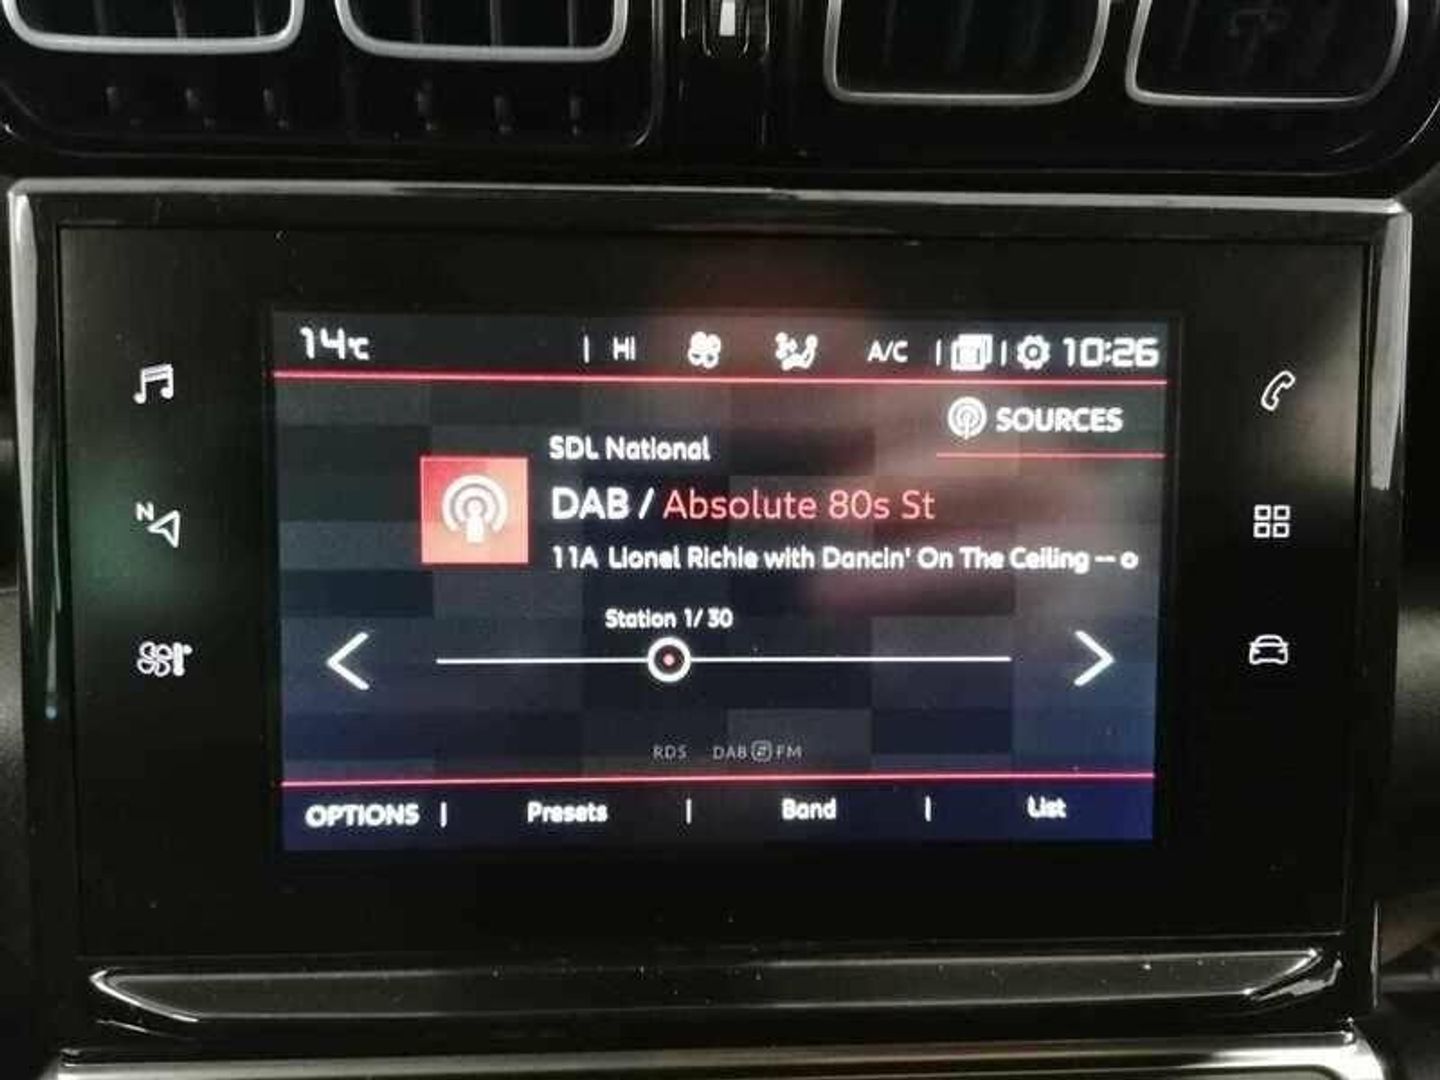 14°C | HI A/C | | 10:26
SOURCES
SDL National
DAB / Absolute 80s St
11A Lionel Richie with Dancin' On The Ceiling -- o
Station 1/30
N
RDS DAB FM
OPTIONS | Presets | Band | List